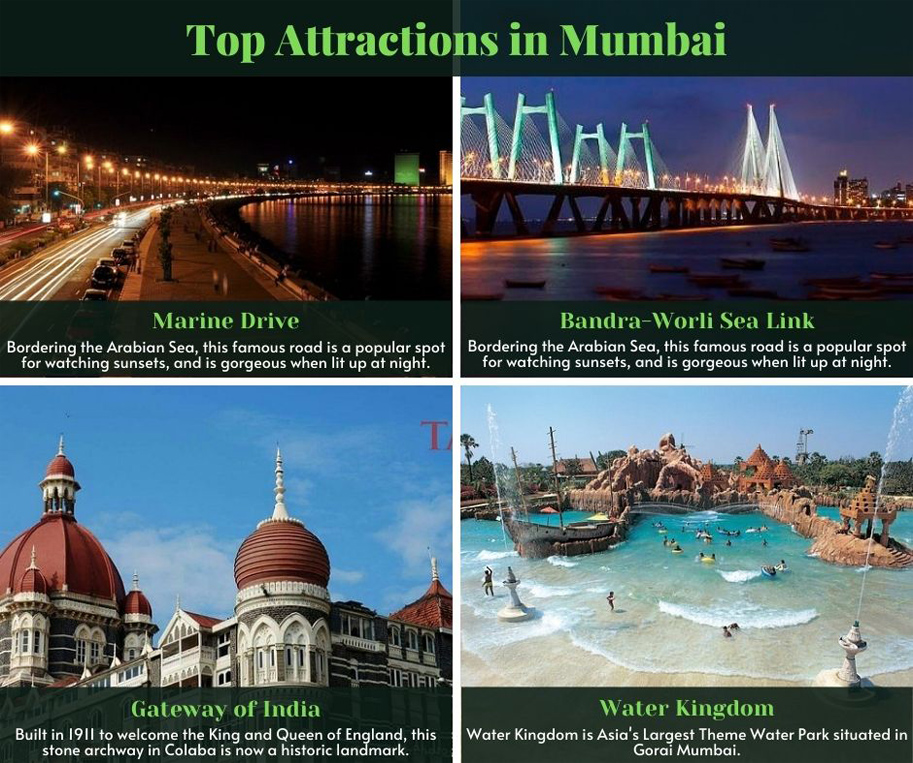 Top Attractions in Mumbai
Marine Drive
Bordering the Arabian Sea, this famous road is a popular spot
for watching sunsets, and is gorgeous when lit up at night.
Bandra-Worli Sea Link
Bordering the Arabian Sea, this famous road is a popular spot
for watching sunsets, and is gorgeous when lit up at night.
Gateway of India
Built in 1911 to welcome the King and Queen of England, this
stone archway in Colaba is now a historic landmark.
Water Kingdom
Water Kingdom is Asia's Largest Theme Water Park situated in
Gorai Mumbai.